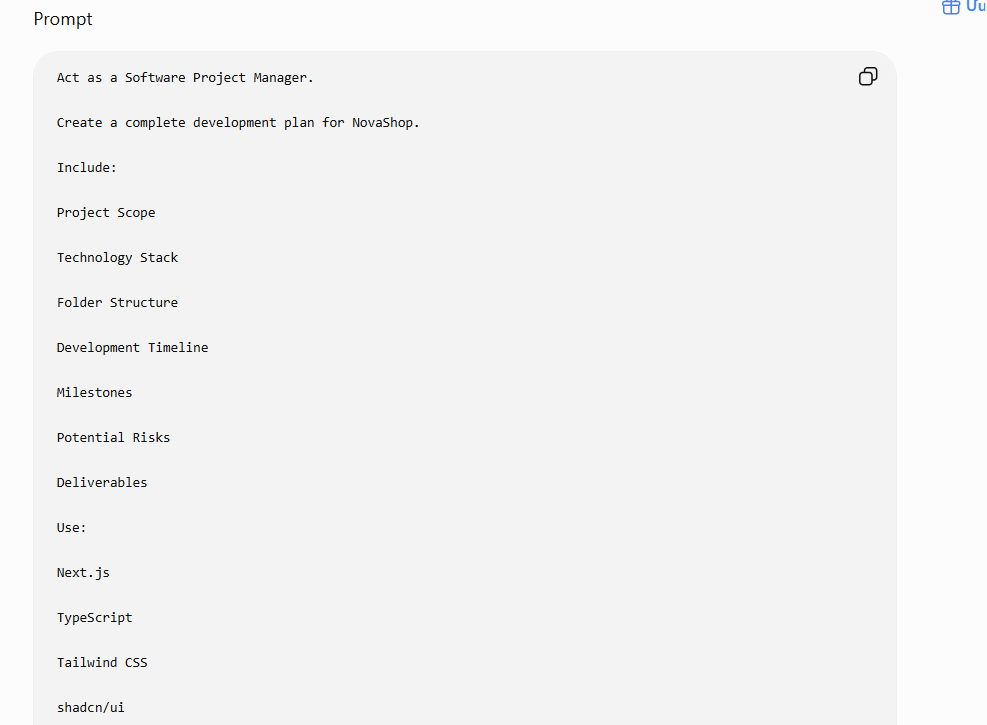 Prompt
Act as a Software Project Manager.
Create a complete development plan for NovaShop.
Include:
Project Scope
Technology Stack
Folder Structure
Development Timeline
Milestones
Potential Risks
Deliverables
Use:
Next.js
TypeScript
Tailwind CSS
shadcn/ui